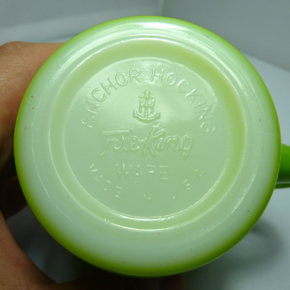 ANCHOR HOCKING
Fire-King
WARE
MADE IN U.S.A.